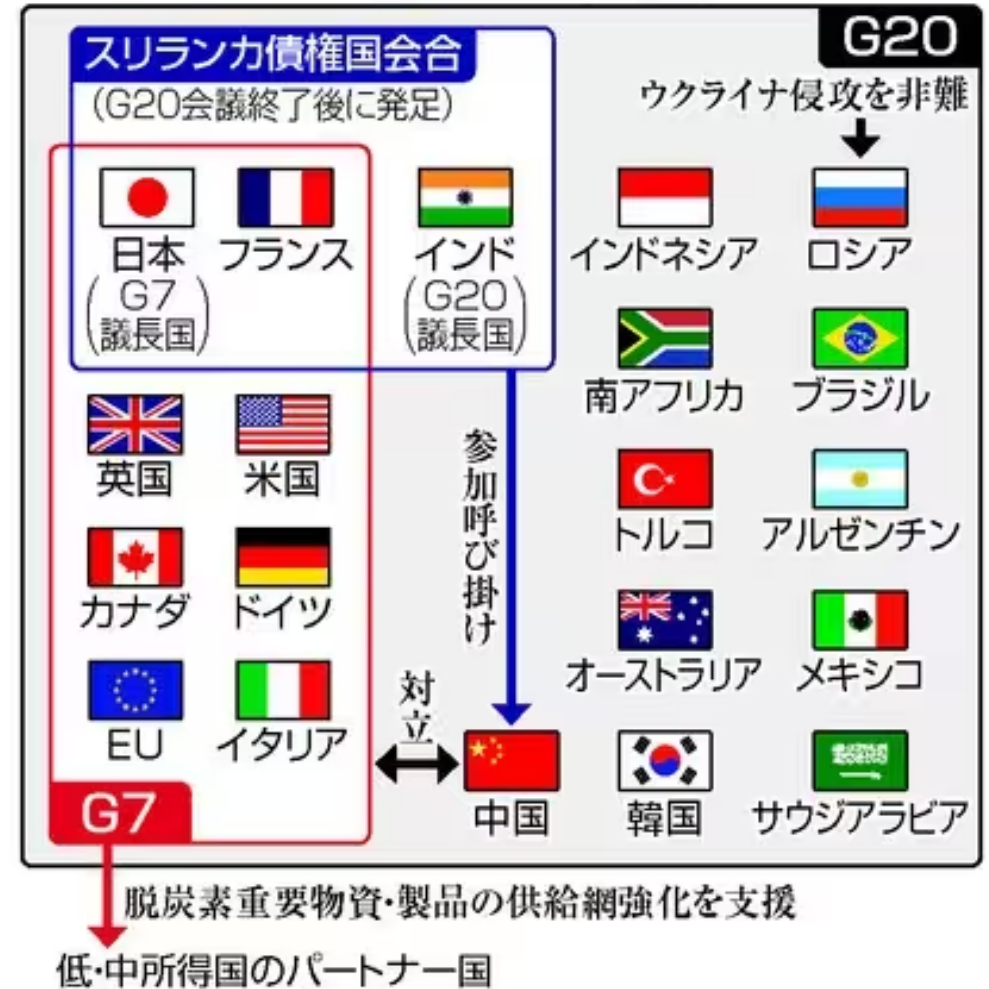 G20
スリランカ債権国会合
(G20会議終了後に発足)
ウクライナ侵攻を非難
日本
(G7
議長国)
フランス
インド
(G20
議長国)
インドネシア
ロシア
南アフリカ
ブラジル
英国
米国
参加呼び掛け
トルコ
アルゼンチン
カナダ
ドイツ
オーストラリア
メキシコ
EU
イタリア
対立
中国
韓国
サウジアラビア
G7
脱炭素重要物資・製品の供給網強化を支援
低・中所得国のパートナー国